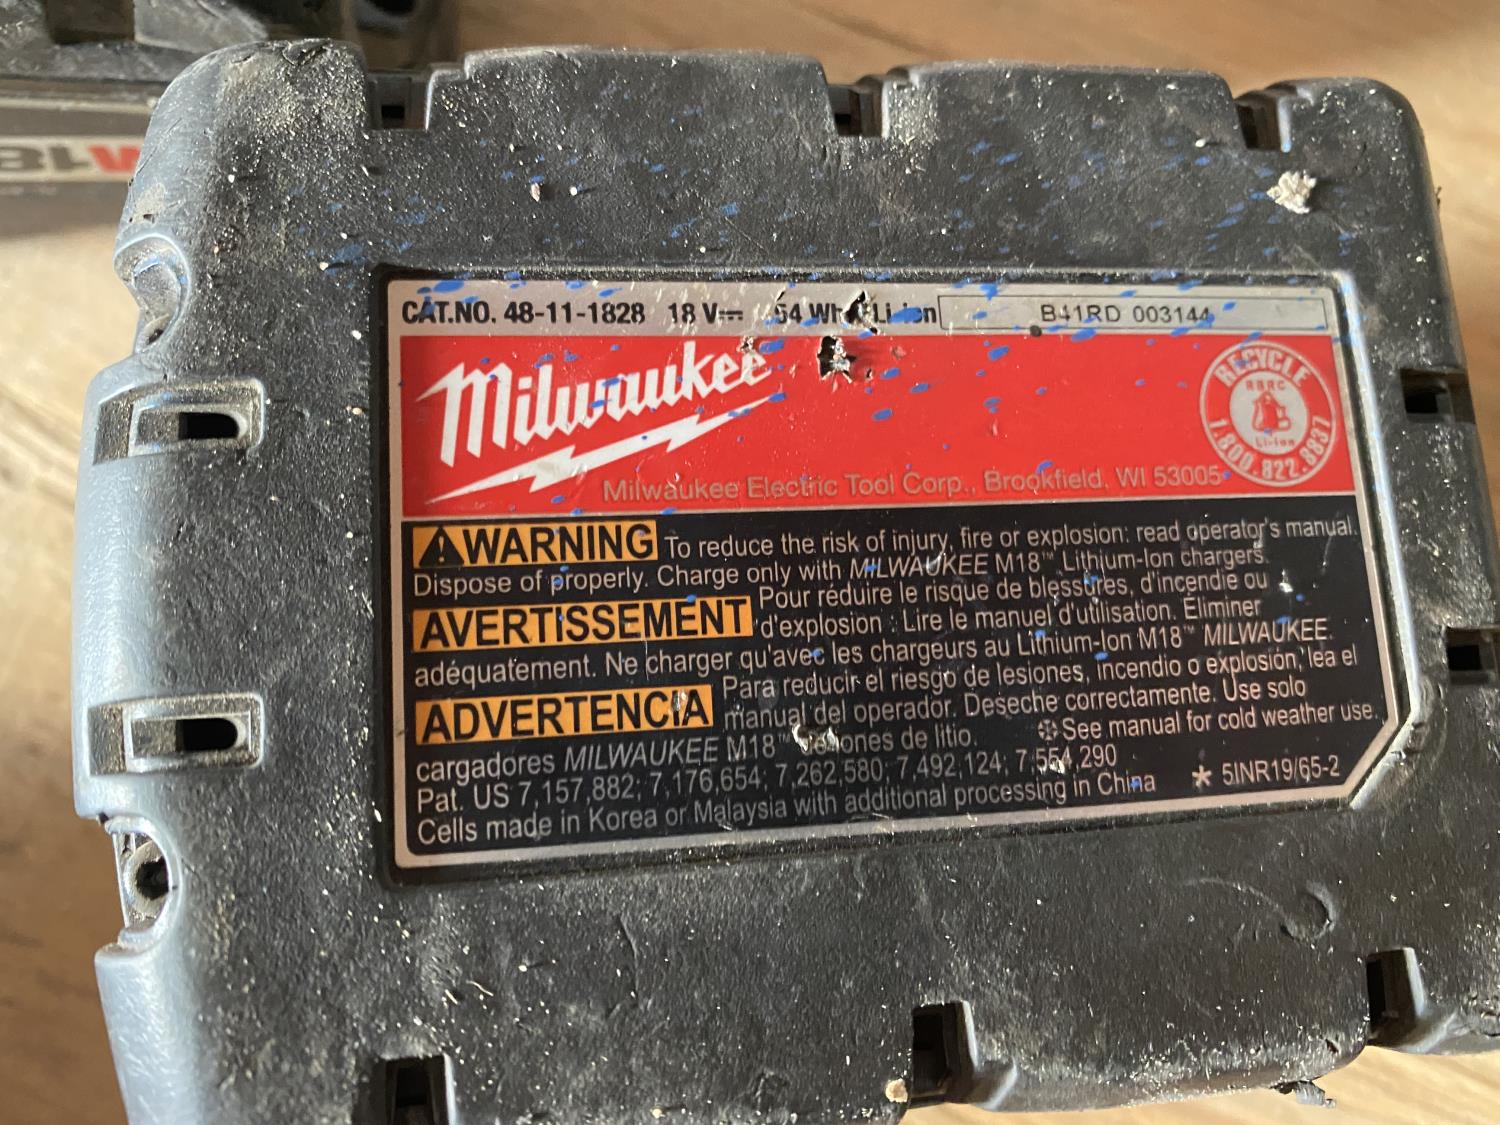 M18
CAT.NO. 48-11-1828 18 V⎓ 54 Wh Li-Ion B41RD 003144
Milwaukee
RECYCLE
RBRC
Li-Ion
1.800.822.8837
Milwaukee Electric Tool Corp., Brookfield, WI 53005
⚠WARNING To reduce the risk of injury, fire or explosion: read operator's manual.
Dispose of properly. Charge only with MILWAUKEE M18™ Lithium-Ion chargers.
AVERTISSEMENT Pour réduire le risque de blessures, d'incendie ou
d'explosion : Lire le manuel d'utilisation. Éliminer
adéquatement. Ne charger qu'avec les chargeurs au Lithium-Ion M18™ MILWAUKEE.
ADVERTENCIA Para reducir el riesgo de lesiones, incendio o explosión, lea el
manual del operador. Deseche correctamente. Use solo
cargadores MILWAUKEE M18™ de iones de litio. ❄See manual for cold weather use.
Pat. US 7,157,882; 7,176,654; 7,262,580; 7,492,124; 7,554,290
Cells made in Korea or Malaysia with additional processing in China * 5INR19/65-2